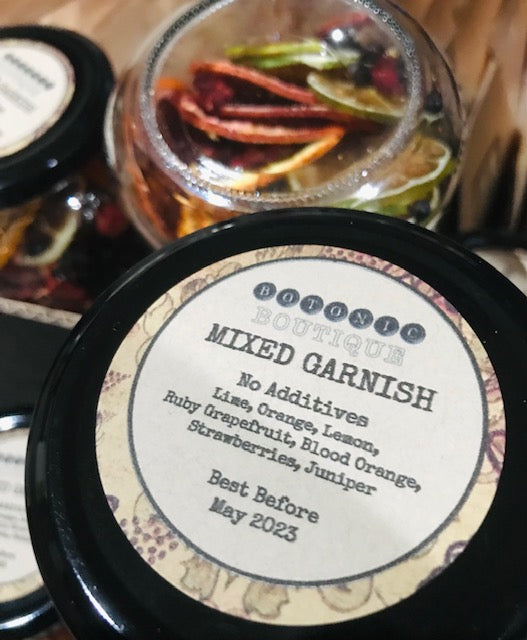 BOTONIC
BOUTIQUE
MIXED GARNISH
No Additives
Lime, Orange, Lemon,
Ruby Grapefruit, Blood Orange,
Strawberries, Juniper
Best Before
May 2023